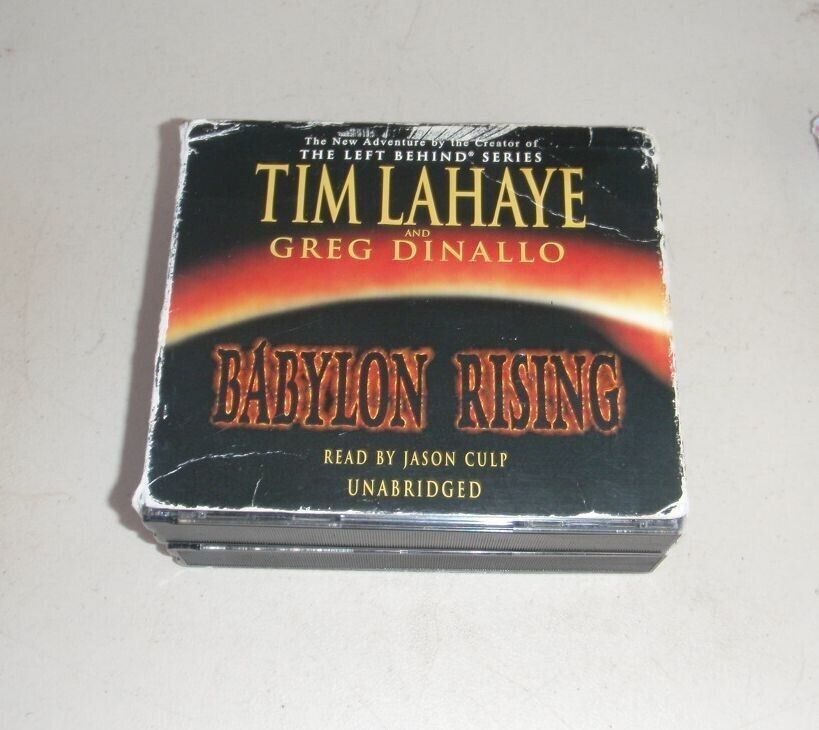 The New Adventure by the Creator of
THE LEFT BEHIND® SERIES
TIM LAHAYE
AND
GREG DINALLO
BABYLON RISING
READ BY JASON CULP
UNABRIDGED